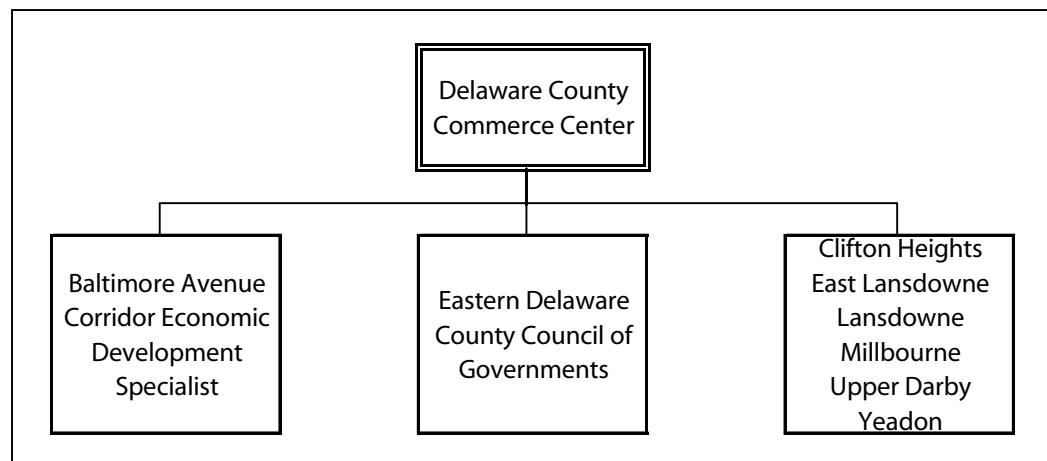 Delaware County
Commerce Center
Baltimore Avenue
Corridor Economic
Development
Specialist
Eastern Delaware
County Council of
Governments
Clifton Heights
East Lansdowne
Lansdowne
Millbourne
Upper Darby
Yeadon